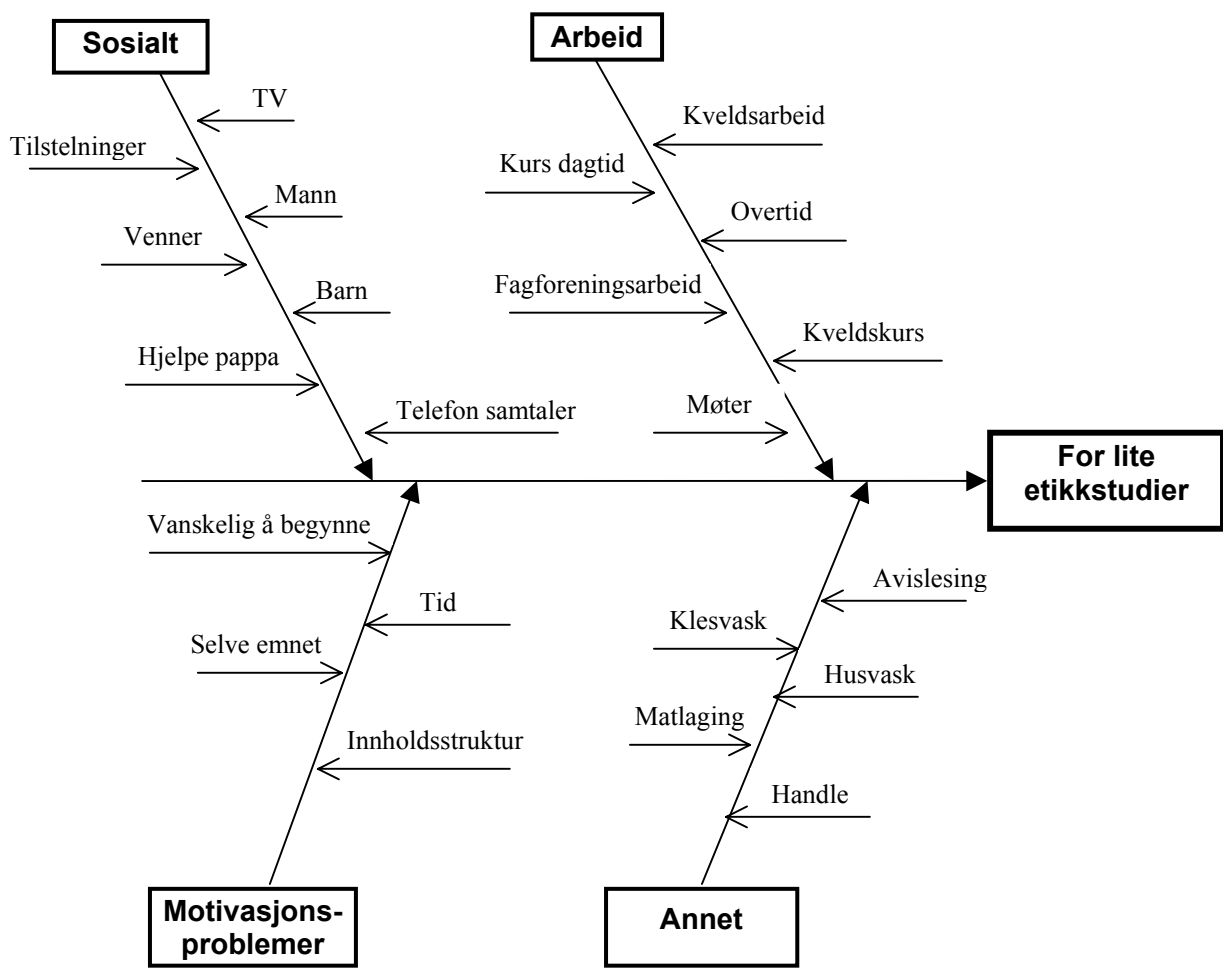 Sosialt
Arbeid
TV
Tilstelninger
Mann
Venner
Barn
Hjelpe pappa
Telefon samtaler
Kveldsarbeid
Kurs dagtid
Overtid
Fagforeningsarbeid
Kveldskurs
Møter
For lite
etikkstudier
Vanskelig å begynne
Tid
Selve emnet
Innholdsstruktur
Avislesing
Klesvask
Husvask
Matlaging
Handle
Motivasjons-
problemer
Annet